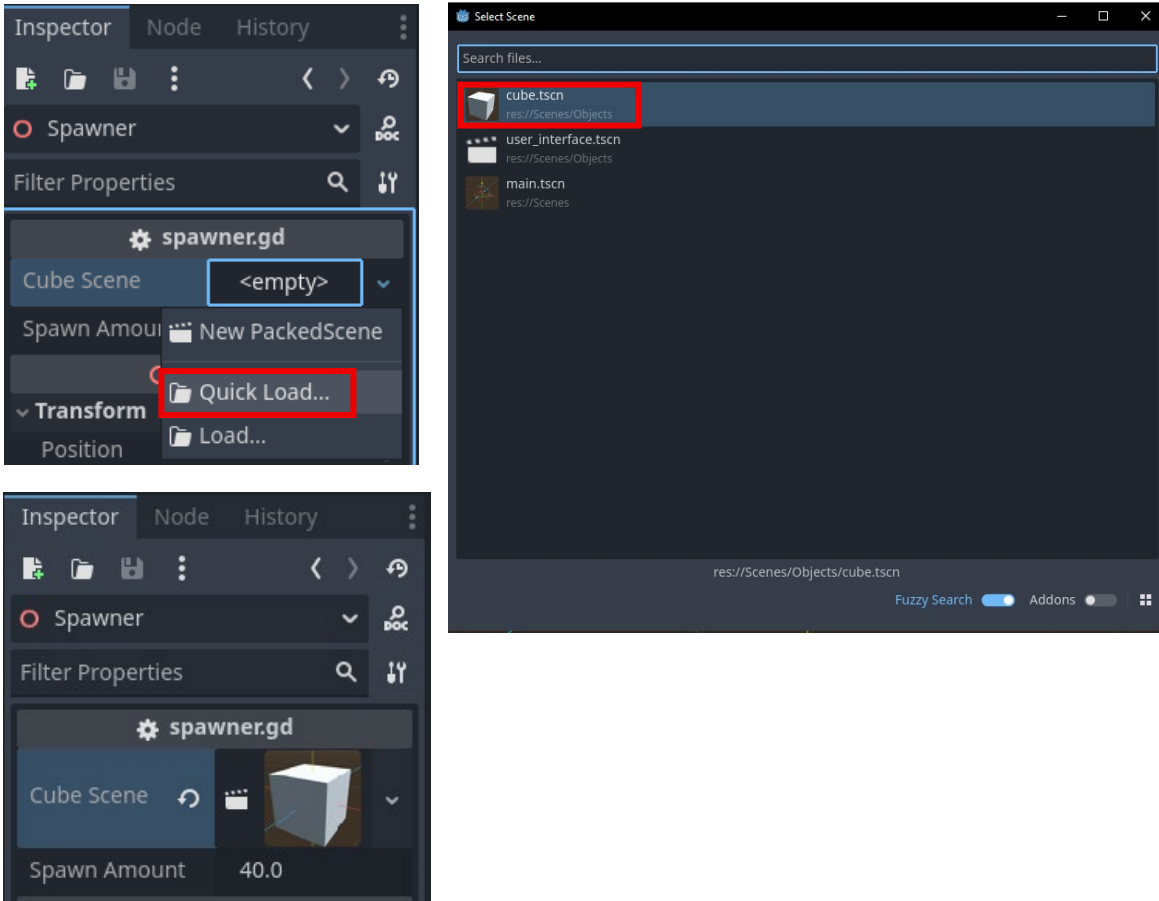 Inspector Node History
Spawner
DOC
Filter Properties
spawner.gd
Cube Scene <empty>
Spawn Amou New PackedScene
Quick Load...
Transform
Load...
Position
Select Scene
Search files...
cube.tscn
res://Scenes/Objects
user_interface.tscn
res://Scenes/Objects
main.tscn
res://Scenes
res://Scenes/Objects/cube.tscn
Fuzzy Search Addons
Inspector Node History
Spawner
DOC
Filter Properties
spawner.gd
Cube Scene
Spawn Amount 40.0